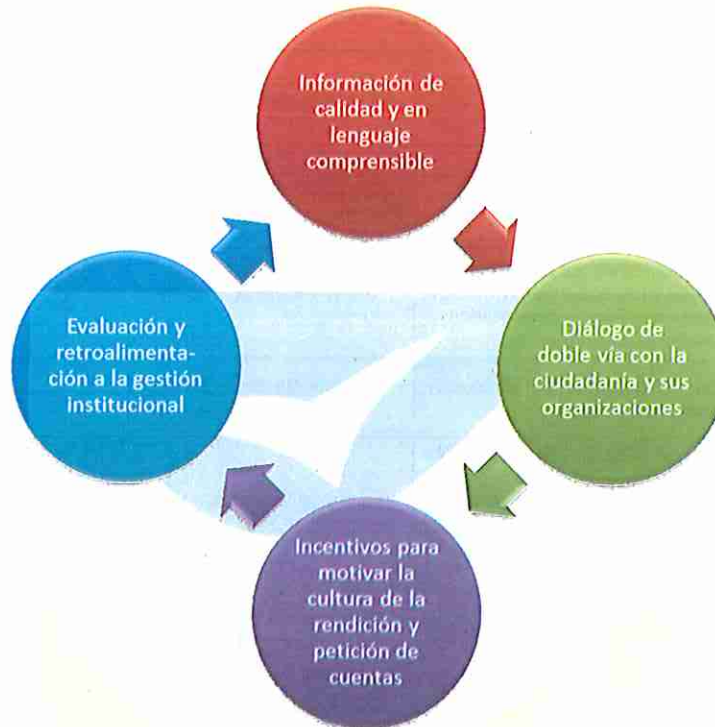 Información de
calidad y en
lenguaje
comprensible
Diálogo de
doble vía con la
ciudadanía y sus
organizaciones
Incentivos para
motivar la
cultura de la
rendición y
petición de
cuentas
Evaluación y
retroalimenta-
ción a la gestión
institucional